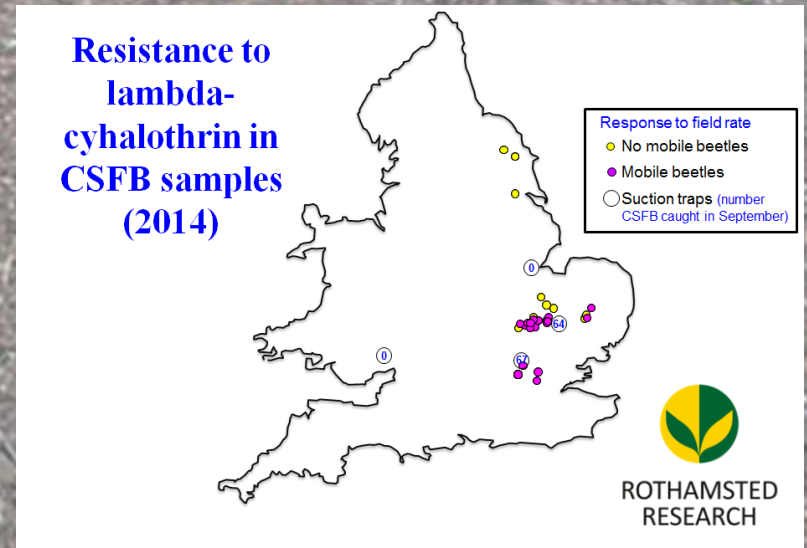 Resistance to
lambda-
cyhalothrin in
CSFB samples
(2014)
Response to field rate
No mobile beetles
Mobile beetles
Suction traps (number
CSFB caught in September)
0
64
0
67
ROTHAMSTED
RESEARCH